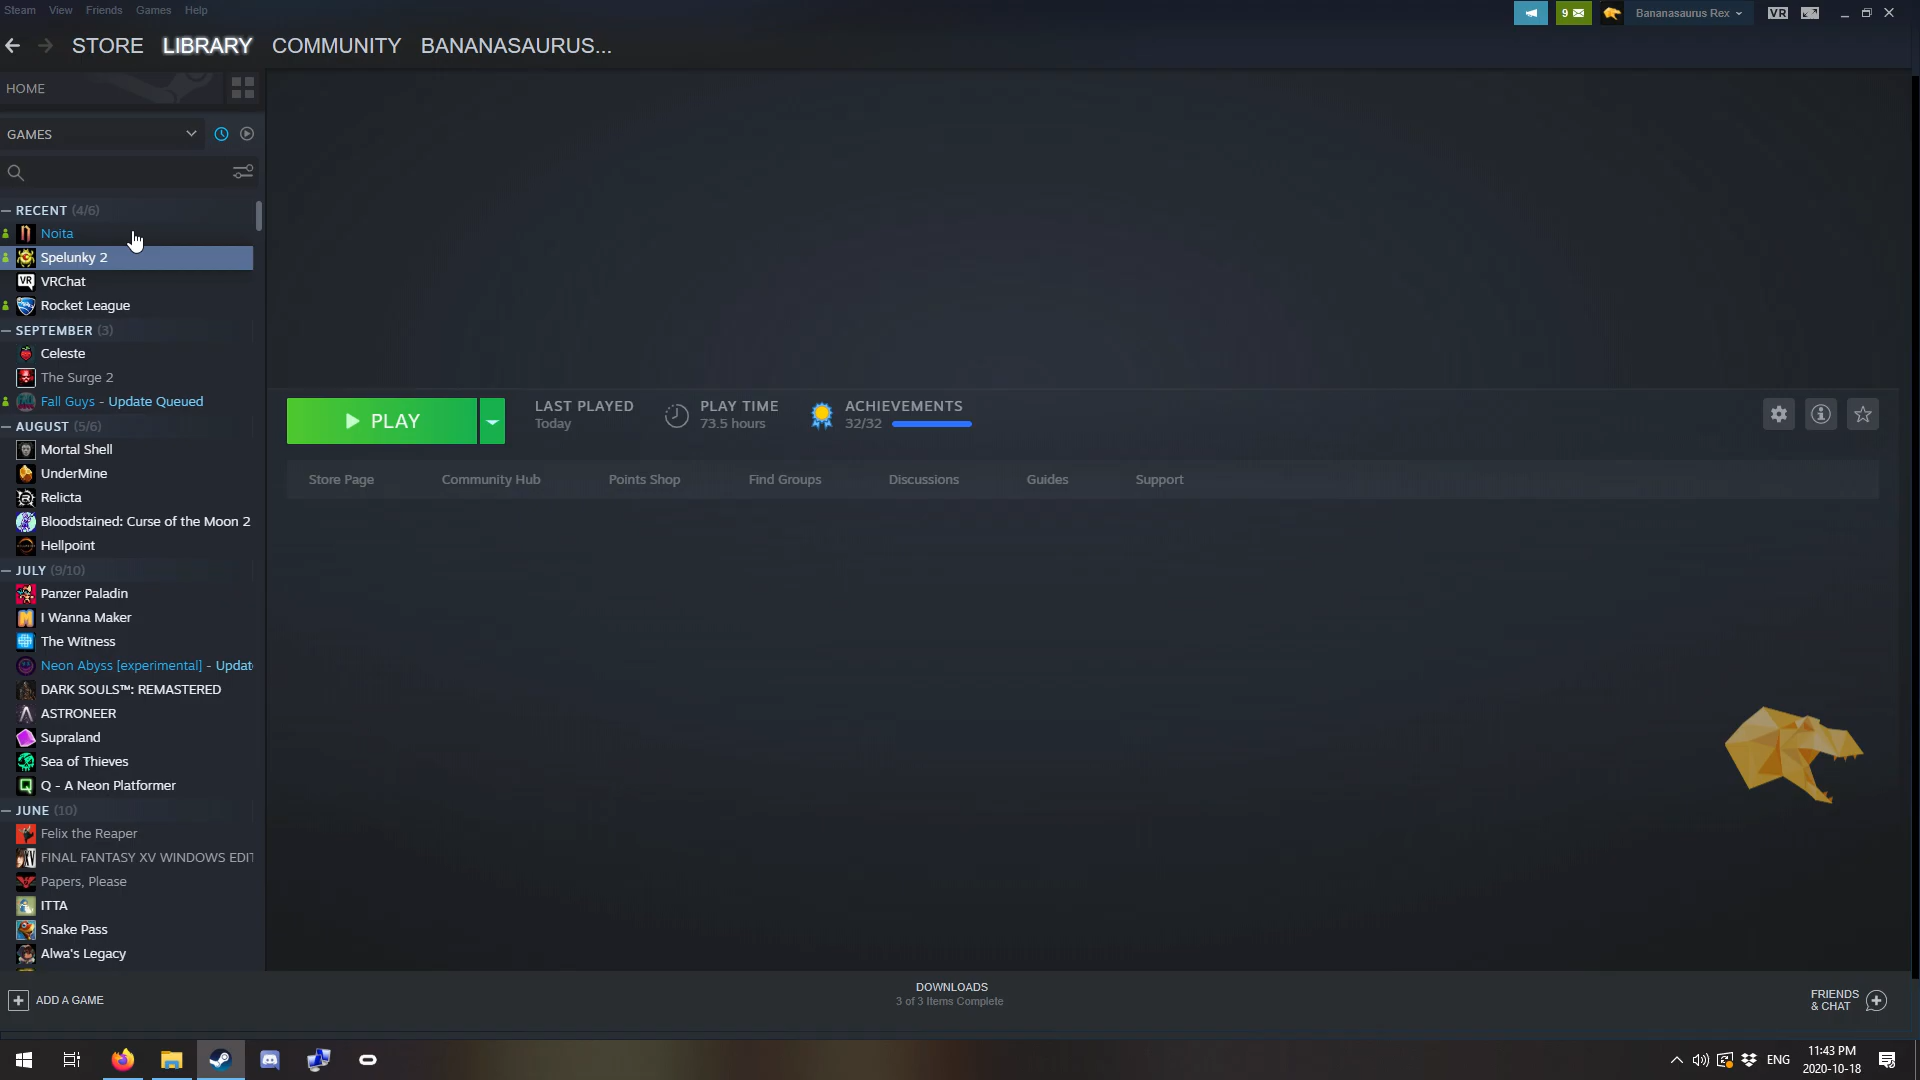 Steam View Friends Games Help
9 Bananasaurus Rex VR
STORE LIBRARY COMMUNITY BANANASAURUS...
HOME
GAMES
RECENT (4/6)
Noita
Spelunky 2
VRChat
Rocket League
SEPTEMBER (3)
Celeste
The Surge 2
Fall Guys - Update Queued
AUGUST (5/6)
Mortal Shell
UnderMine
Relicta
Bloodstained: Curse of the Moon 2
Hellpoint
JULY (9/10)
Panzer Paladin
I Wanna Maker
The Witness
Neon Abyss [experimental] - Updat
DARK SOULS™: REMASTERED
ASTRONEER
Supraland
Sea of Thieves
Q - A Neon Platformer
JUNE (10)
Felix the Reaper
FINAL FANTASY XV WINDOWS EDIT
Papers, Please
ITTA
Snake Pass
Alwa's Legacy
PLAY
LAST PLAYED
Today
PLAY TIME
73.5 hours
ACHIEVEMENTS
32/32
Store Page Community Hub Points Shop Find Groups Discussions Guides Support
ADD A GAME
DOWNLOADS
3 of 3 Items Complete
FRIENDS
& CHAT
ENG
11:43 PM
2020-10-18